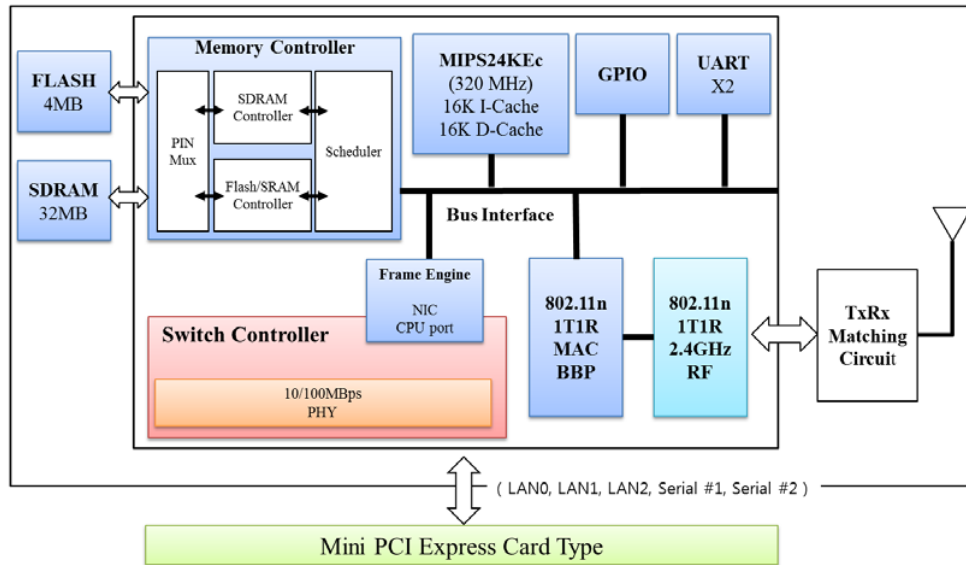 Memory Controller
FLASH
4MB
SDRAM
32MB
PIN
Mux
SDRAM
Controller
Flash/SRAM
Controller
Scheduler
MIPS24KEc
(320 MHz)
16K I-Cache
16K D-Cache
GPIO
UART
X2
Bus Interface
Frame Engine
NIC
CPU port
Switch Controller
10/100MBps
PHY
802.11n
1T1R
MAC
BBP
802.11n
1T1R
2.4GHz
RF
TxRx
Matching
Circuit
( LAN0, LAN1, LAN2, Serial #1, Serial #2 )
Mini PCI Express Card Type